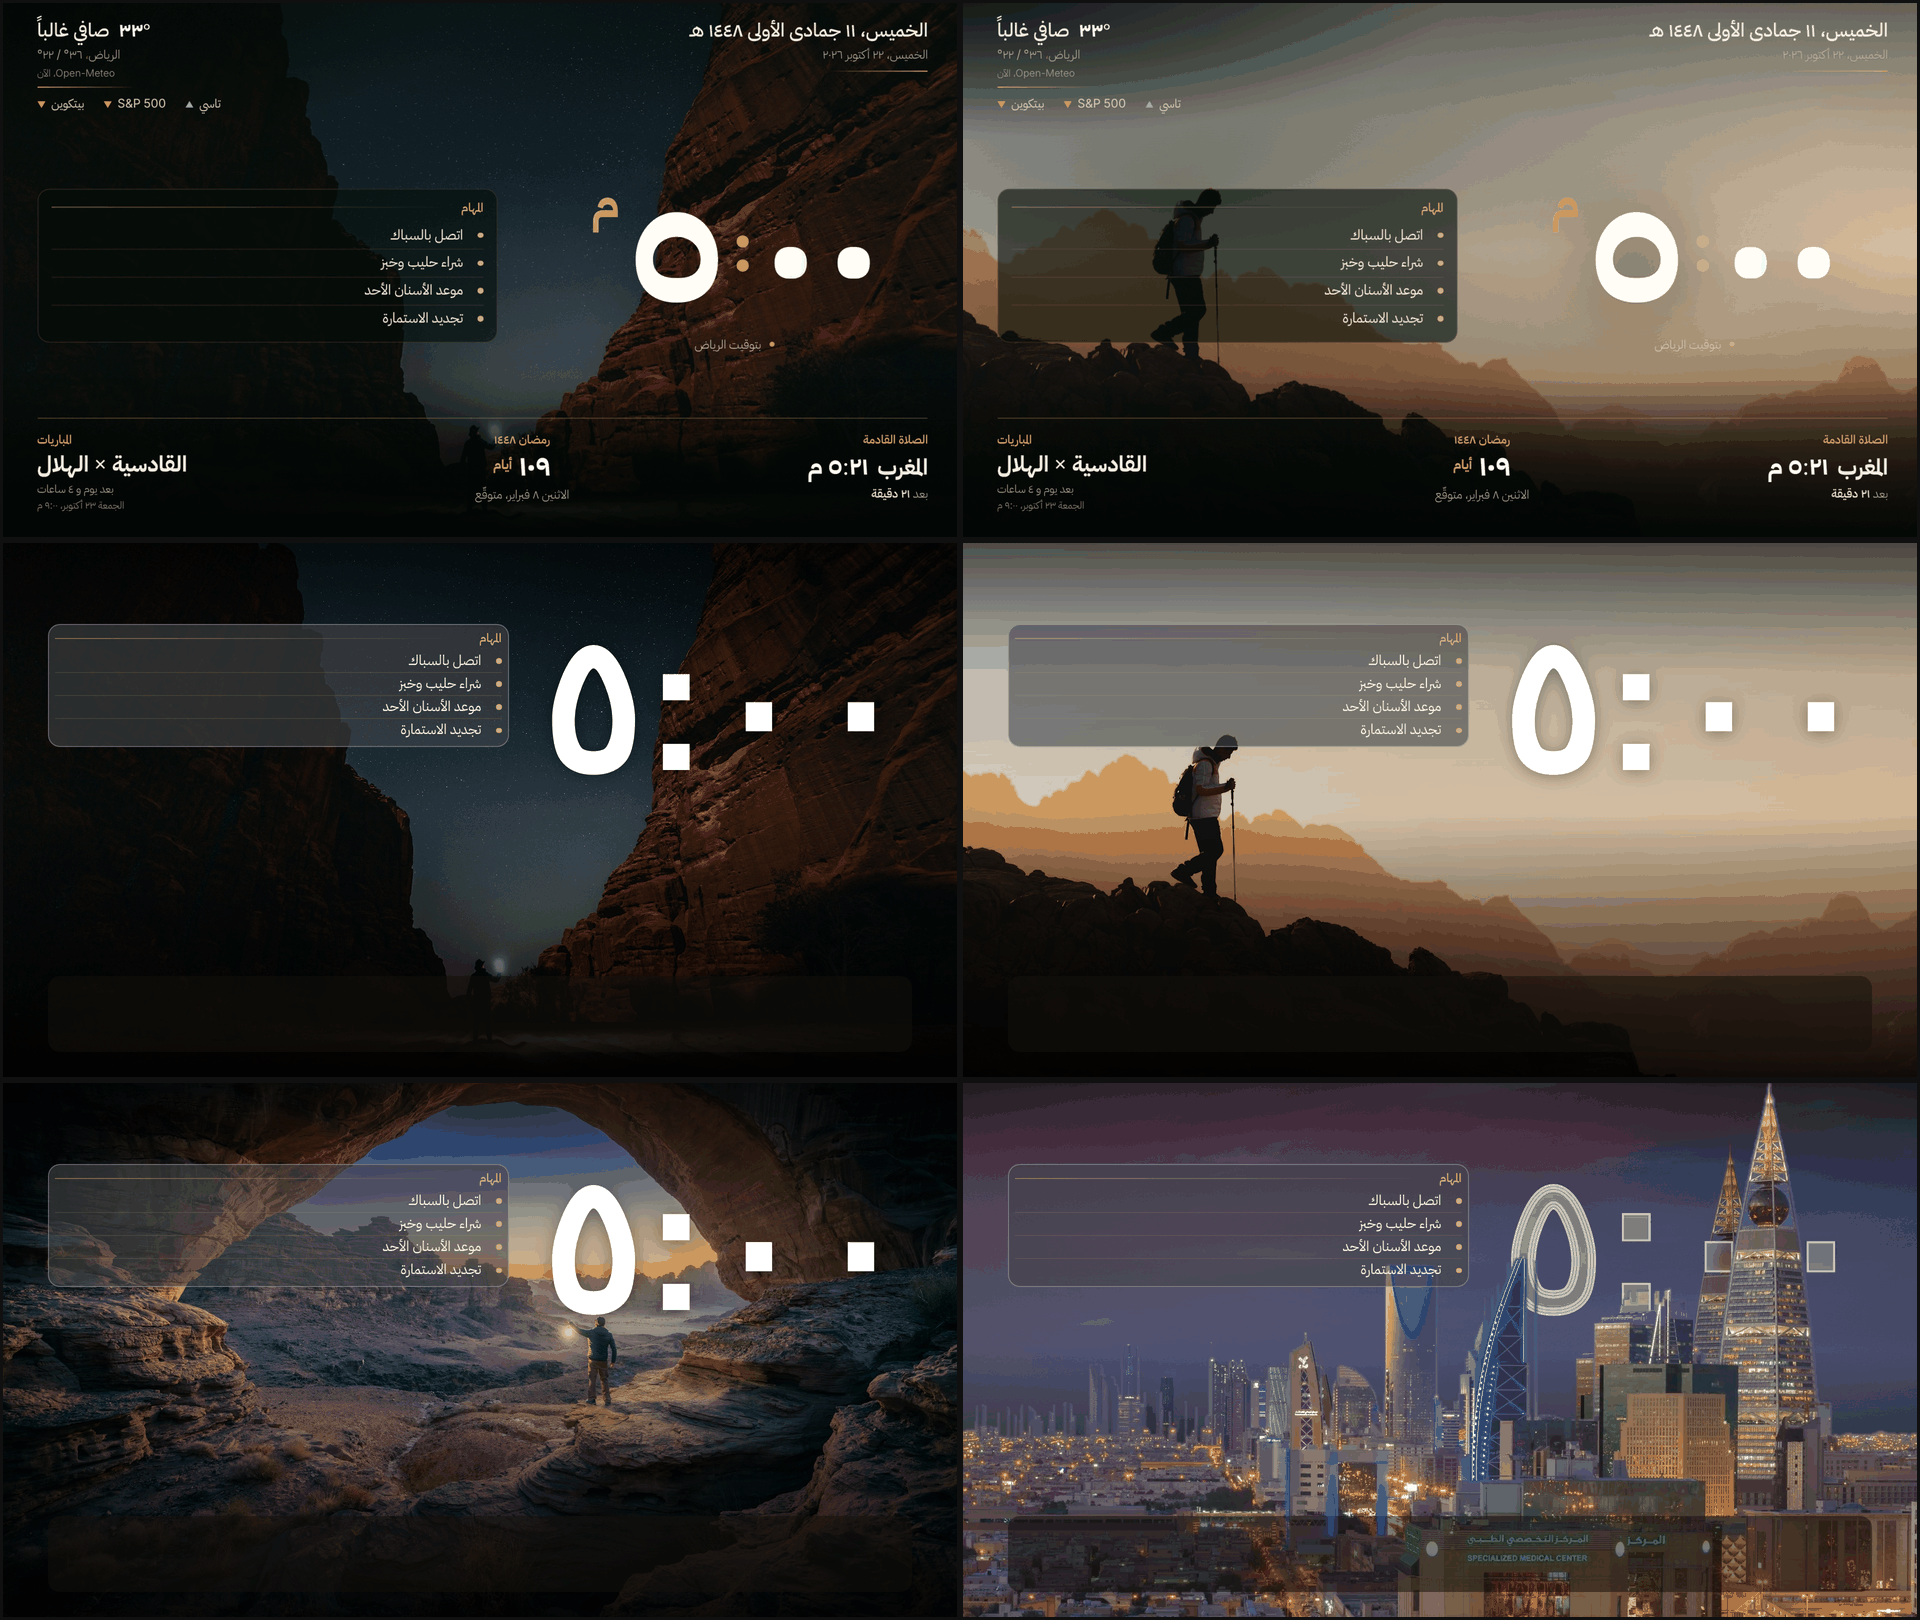 الخميس، ١١ جمادى الأولى ١٤٤٨ هـ
الخميس، ٢٢ أكتوبر ٢٠٢٦
٣٣° صافي غالباً
الرياض، ٣٦° / ٢٢°
Open-Meteo، الآن
تاسي ▲ S&P 500 ▼ بيتكوين ▼
٥:٠٠ م
بتوقيت الرياض
المهام
اتصل بالسباك
شراء حليب وخبز
موعد الأسنان الأحد
تجديد الاستمارة
الصلاة القادمة
المغرب ٥:٢١ م
بعد ٢١ دقيقة
رمضان ١٤٤٨
١٠٩ أيام
الاثنين ٨ فبراير، متوقع
المباريات
القادسية × الهلال
بعد يوم و ٤ ساعات
الجمعة ٢٣ أكتوبر، ٩:٠٠ م
الخميس، ١١ جمادى الأولى ١٤٤٨ هـ
الخميس، ٢٢ أكتوبر ٢٠٢٦
٣٣° صافي غالباً
الرياض، ٣٦° / ٢٢°
Open-Meteo، الآن
تاسي ▲ S&P 500 ▼ بيتكوين ▼
٥:٠٠ م
بتوقيت الرياض
المهام
اتصل بالسباك
شراء حليب وخبز
موعد الأسنان الأحد
تجديد الاستمارة
الصلاة القادمة
المغرب ٥:٢١ م
بعد ٢١ دقيقة
رمضان ١٤٤٨
١٠٩ أيام
الاثنين ٨ فبراير، متوقع
المباريات
القادسية × الهلال
بعد يوم و ٤ ساعات
الجمعة ٢٣ أكتوبر، ٩:٠٠ م
٥:٠٠
المهام
اتصل بالسباك
شراء حليب وخبز
موعد الأسنان الأحد
تجديد الاستمارة
٥:٠٠
المهام
اتصل بالسباك
شراء حليب وخبز
موعد الأسنان الأحد
تجديد الاستمارة
٥:٠٠
المهام
اتصل بالسباك
شراء حليب وخبز
موعد الأسنان الأحد
تجديد الاستمارة
٥:٠٠
المهام
اتصل بالسباك
شراء حليب وخبز
موعد الأسنان الأحد
تجديد الاستمارة
المركز التخصصي الطبي
SPECIALIZED MEDICAL CENTER
المركز